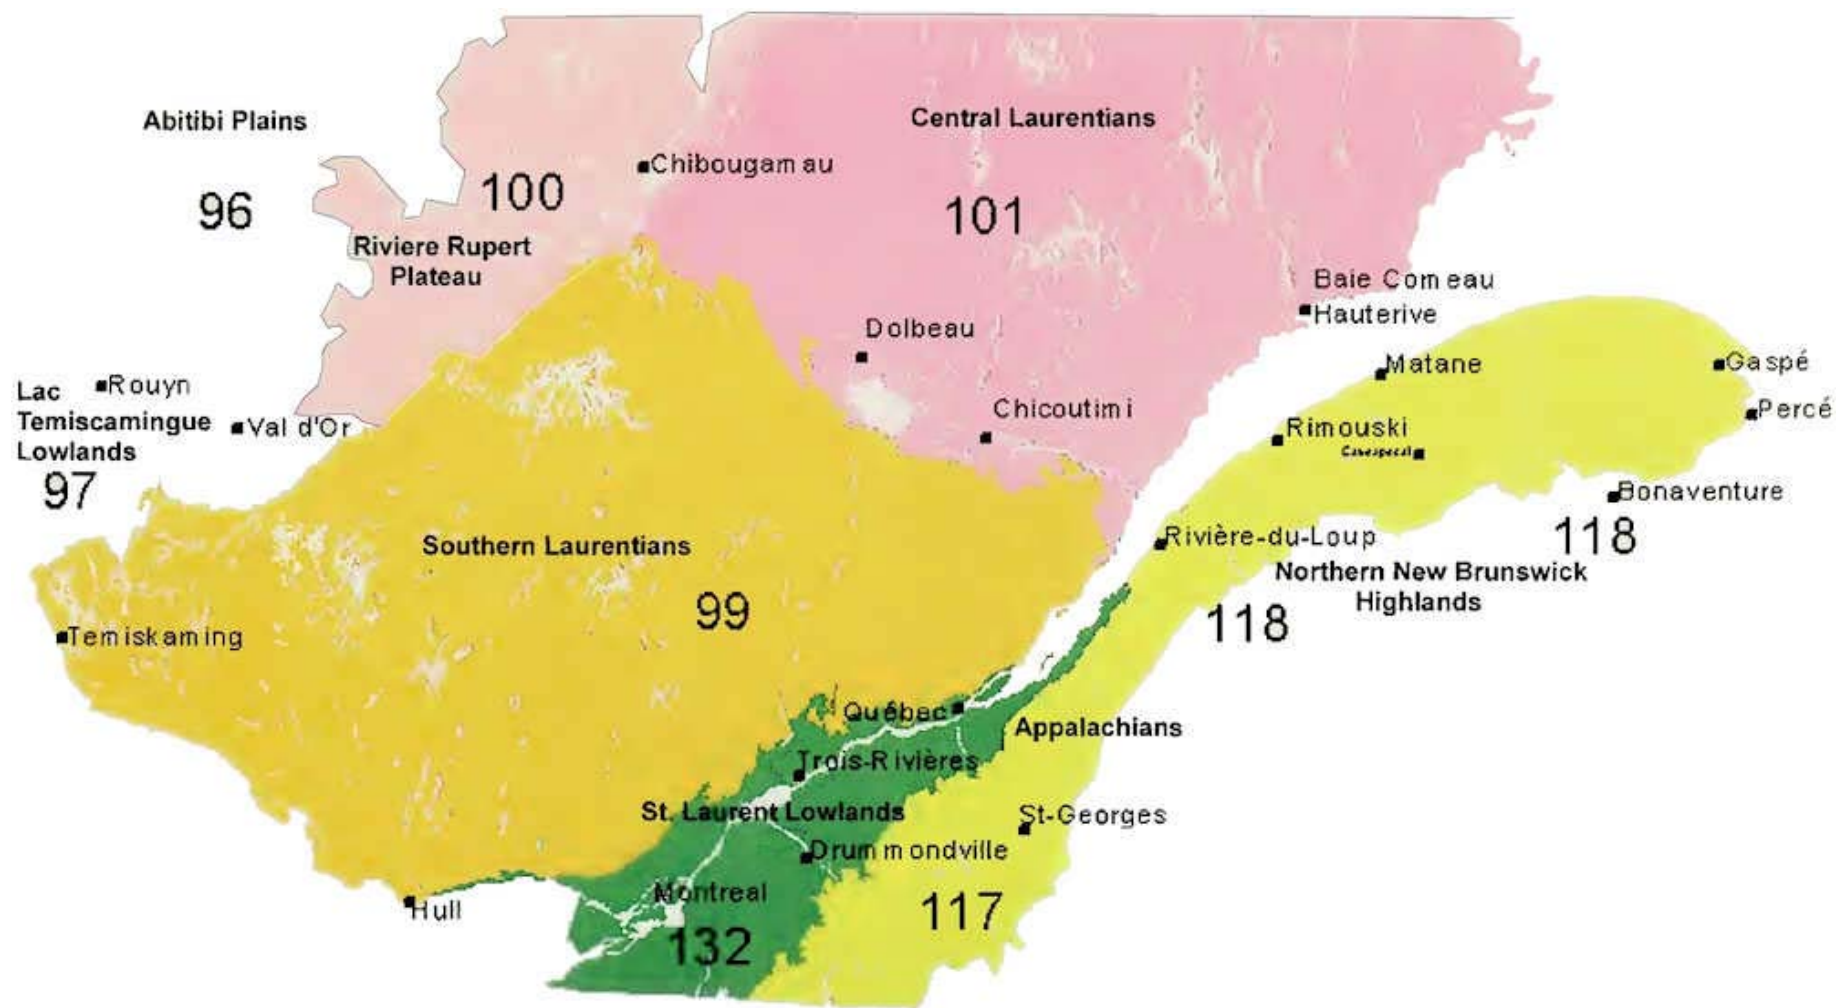 Central Laurentians
Abitibi Plains
Chibougamau
96
100
101
Riviere Rupert
Plateau
Baie Comeau
Hauterive
Dolbeau
Matane
Gaspé
Rouyn
Lac
Temiscamingue
Lowlands
Val d'Or
Chicoutimi
Percé
Rimouski
97
Bonaventure
Southern Laurentians
Rivière-du-Loup
118
Northern New Brunswick
Highlands
99
118
Temiskaming
Québac
Appalachians
Trois-Rivières
St. Laurent Lowlands
St-Georges
Drummondville
Montreal
Hull
117
132